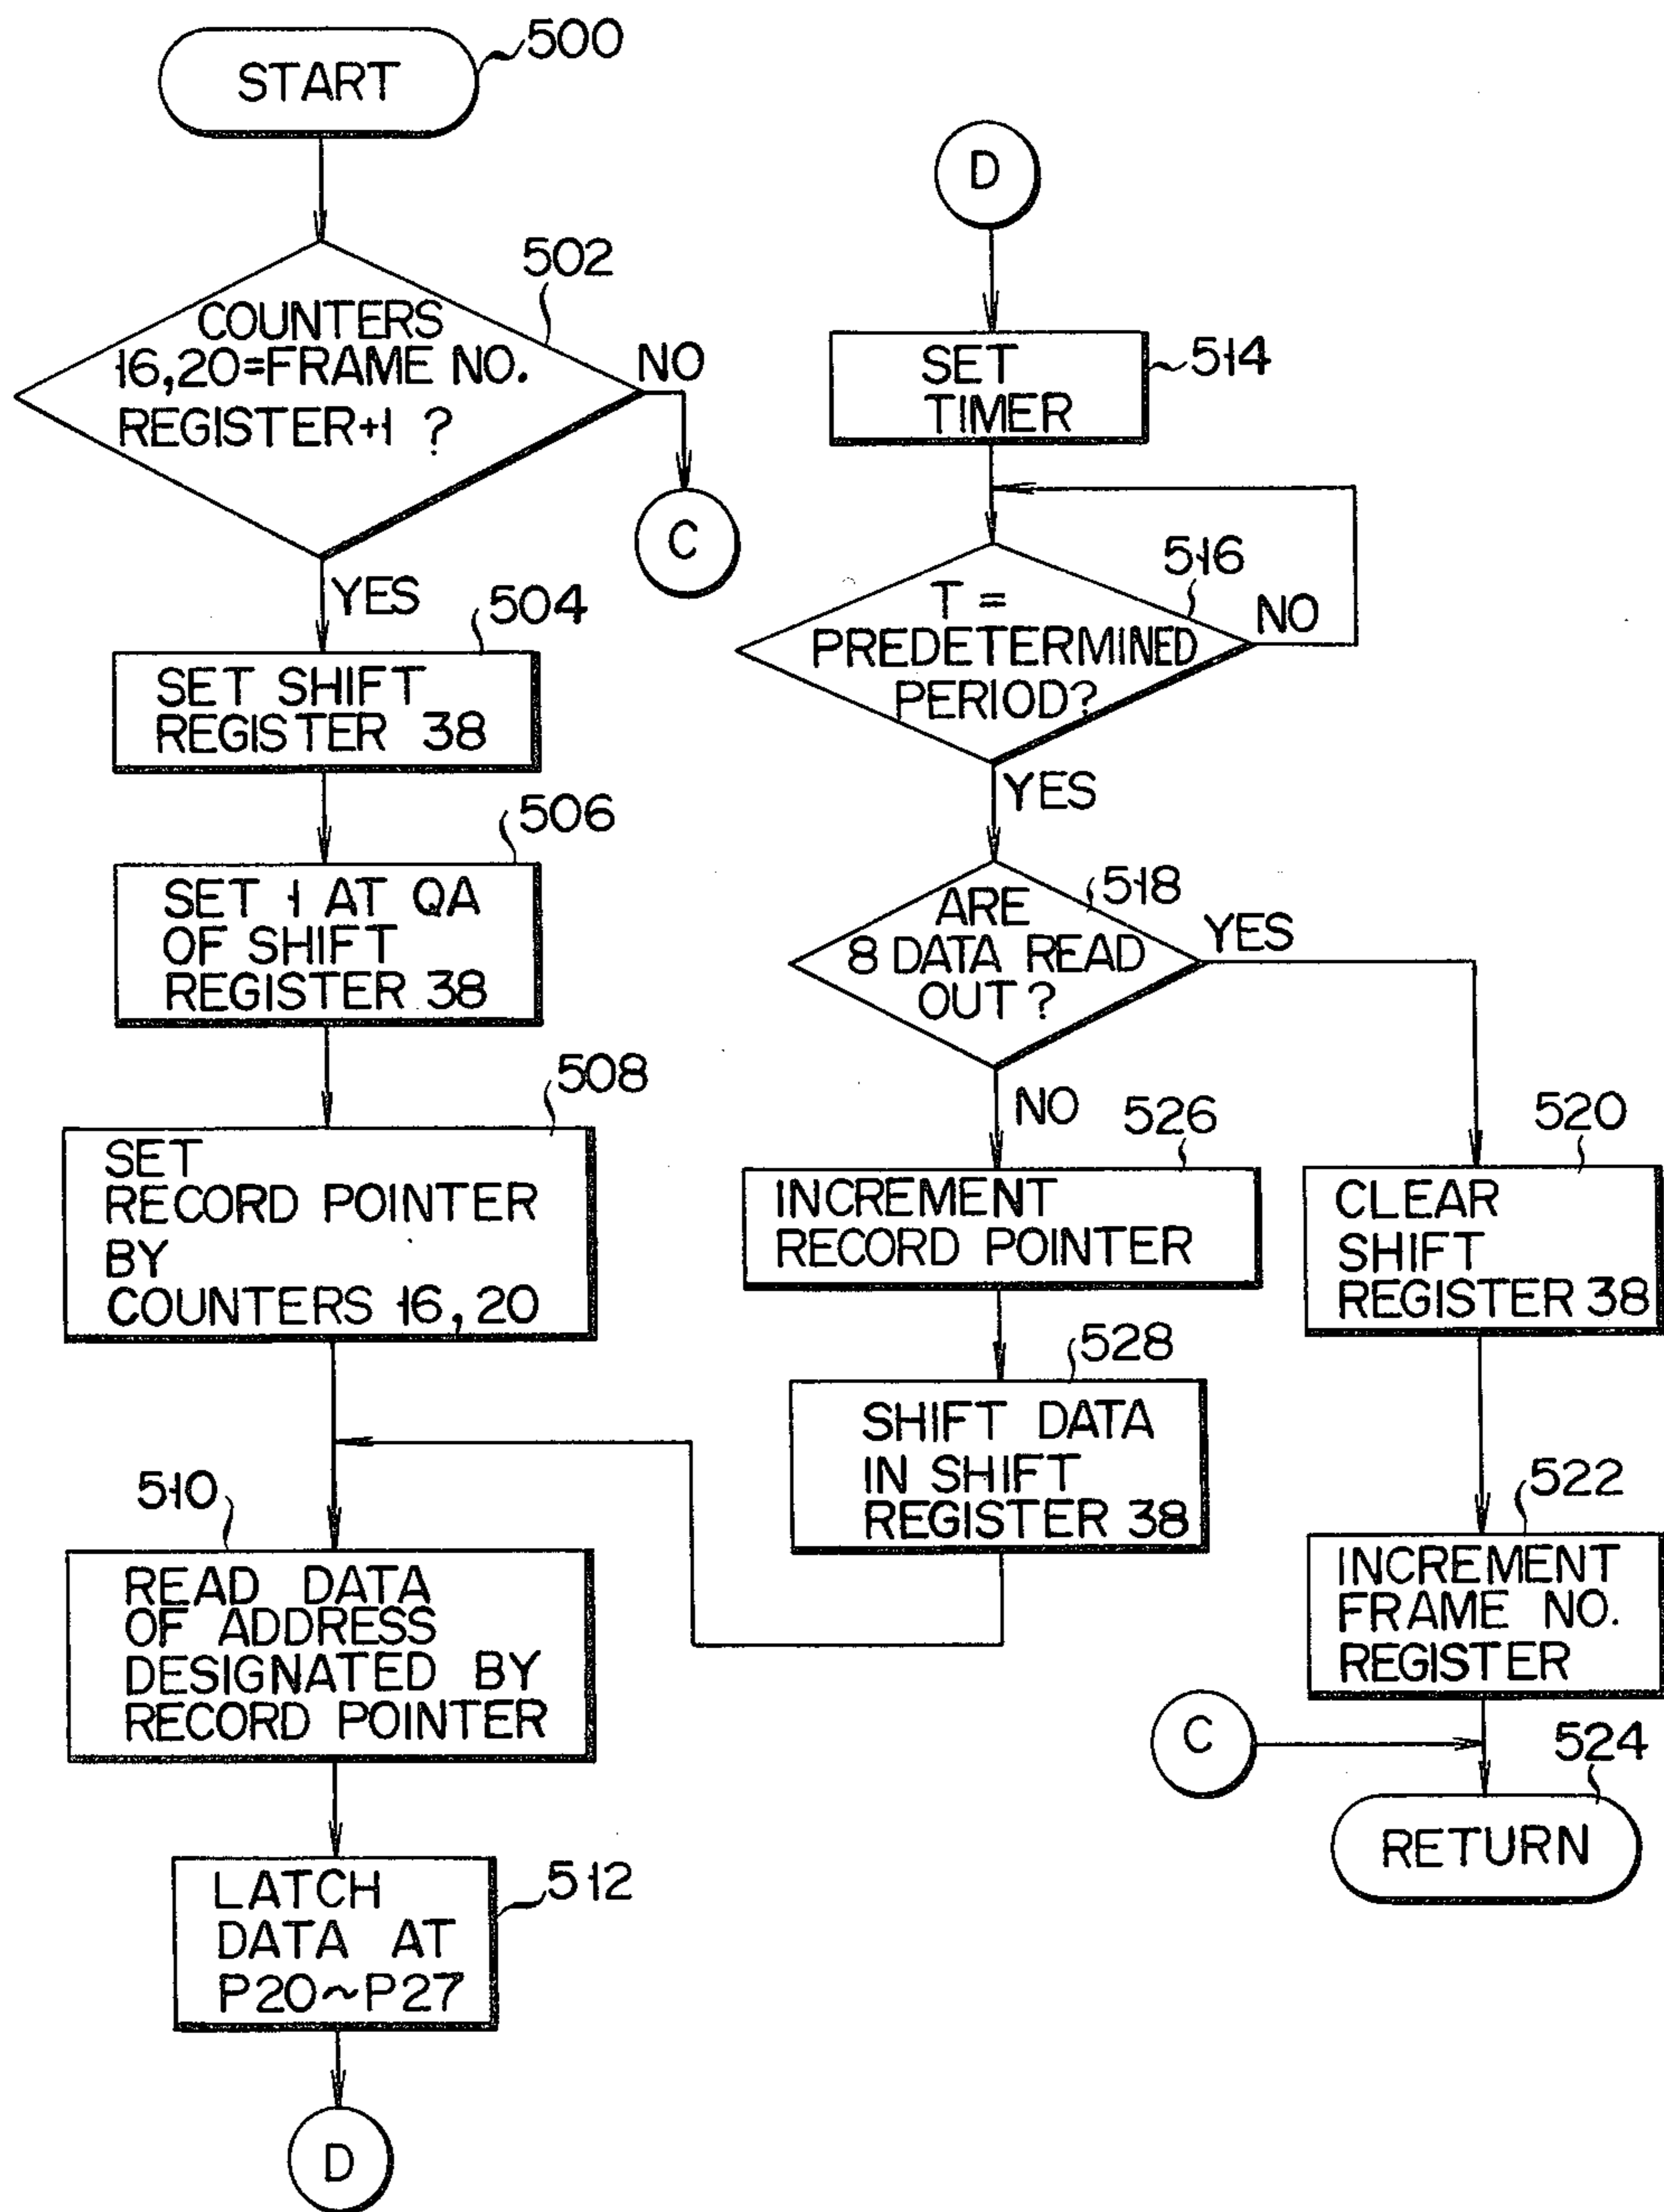 START
500
502
COUNTERS
16,20=FRAME NO.
REGISTER+1 ?
NO
C
YES
504
SET SHIFT
REGISTER 38
506
SET 1 AT QA
OF SHIFT
REGISTER 38
508
SET
RECORD POINTER
BY
COUNTERS 16,20
510
READ DATA
OF ADDRESS
DESIGNATED BY
RECORD POINTER
LATCH
DATA AT
P20~P27
512
D
D
SET
TIMER
514
516
T =
PREDETERMINED
PERIOD?
NO
YES
518
ARE
8 DATA READ
OUT ?
YES
NO
526
INCREMENT
RECORD POINTER
528
SHIFT DATA
IN SHIFT
REGISTER 38
520
CLEAR
SHIFT
REGISTER 38
522
INCREMENT
FRAME NO.
REGISTER
C
524
RETURN